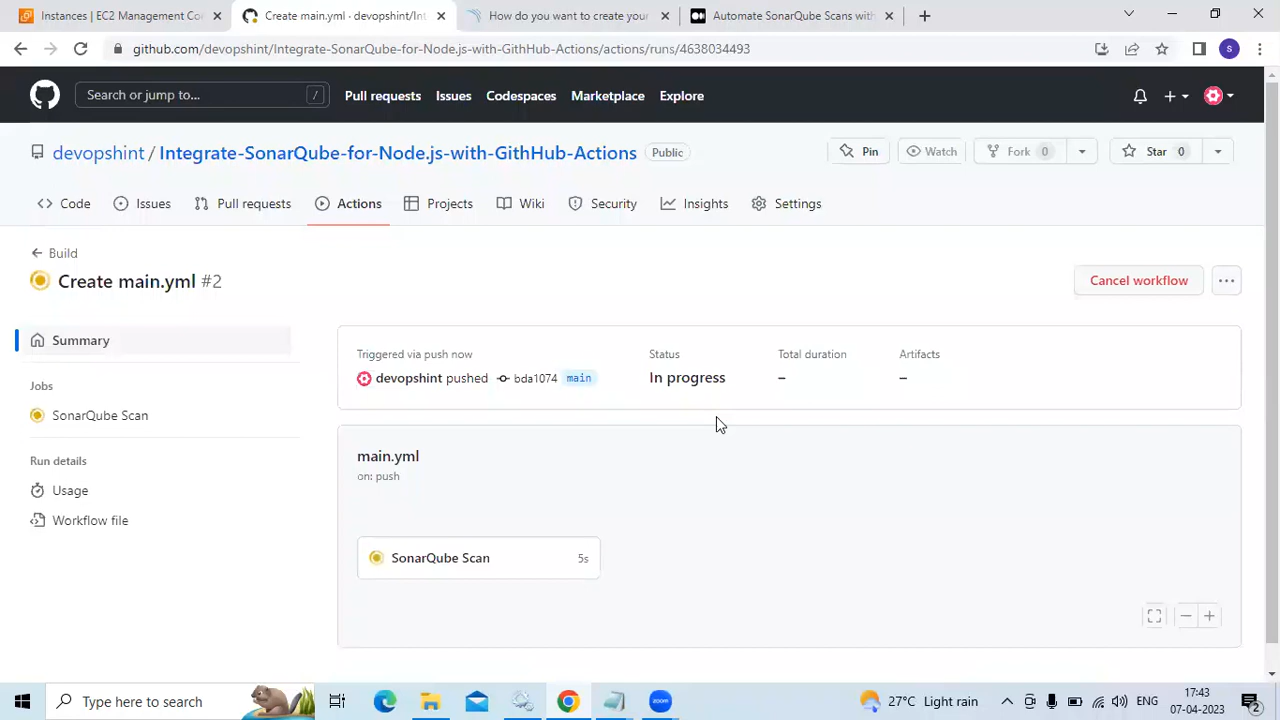 Instances | EC2 Management Co
Create main.yml · devopshint/Int
How do you want to create your
Automate SonarQube Scans with
github.com/devopshint/Integrate-SonarQube-for-Node.js-with-GithHub-Actions/actions/runs/4638034493
S
Search or jump to...
/
Pull requests
Issues
Codespaces
Marketplace
Explore
devopshint / Integrate-SonarQube-for-Node.js-with-GithHub-Actions
Public
Pin
Watch
Fork 0
Star 0
Code
Issues
Pull requests
Actions
Projects
Wiki
Security
Insights
Settings
Build
Create main.yml #2
Cancel workflow
Summary
Jobs
SonarQube Scan
Run details
Usage
Workflow file
Triggered via push now
devopshint pushed bda1074 main
Status
In progress
Total duration
–
Artifacts
–
main.yml
on: push
SonarQube Scan 5s
Type here to search
zoom
27°C Light rain
ENG
17:43
07-04-2023
2